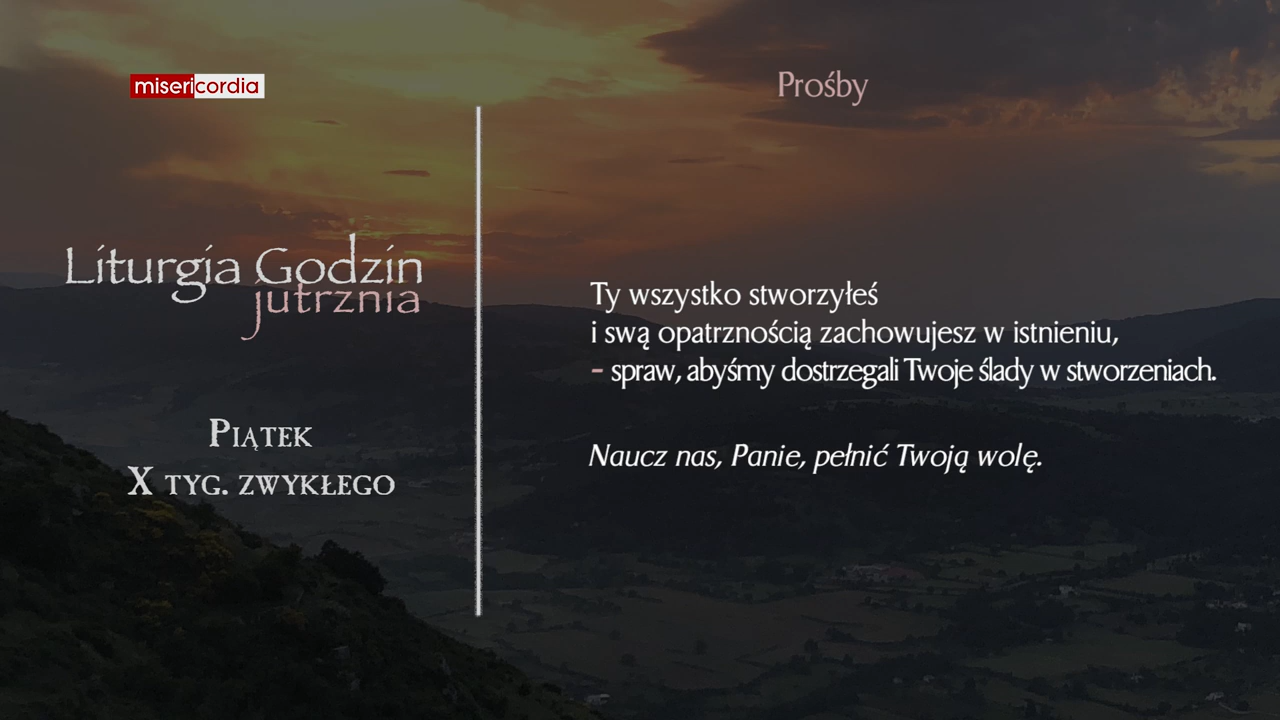 misericordia
Prośby
Liturgia Godzin
jutrznia
Piątek
X tyg. zwykłego
Ty wszystko stworzyłeś
i swą opatrznością zachowujesz w istnieniu,
- spraw, abyśmy dostrzegali Twoje ślady w stworzeniach.
Naucz nas, Panie, pełnić Twoją wolę.